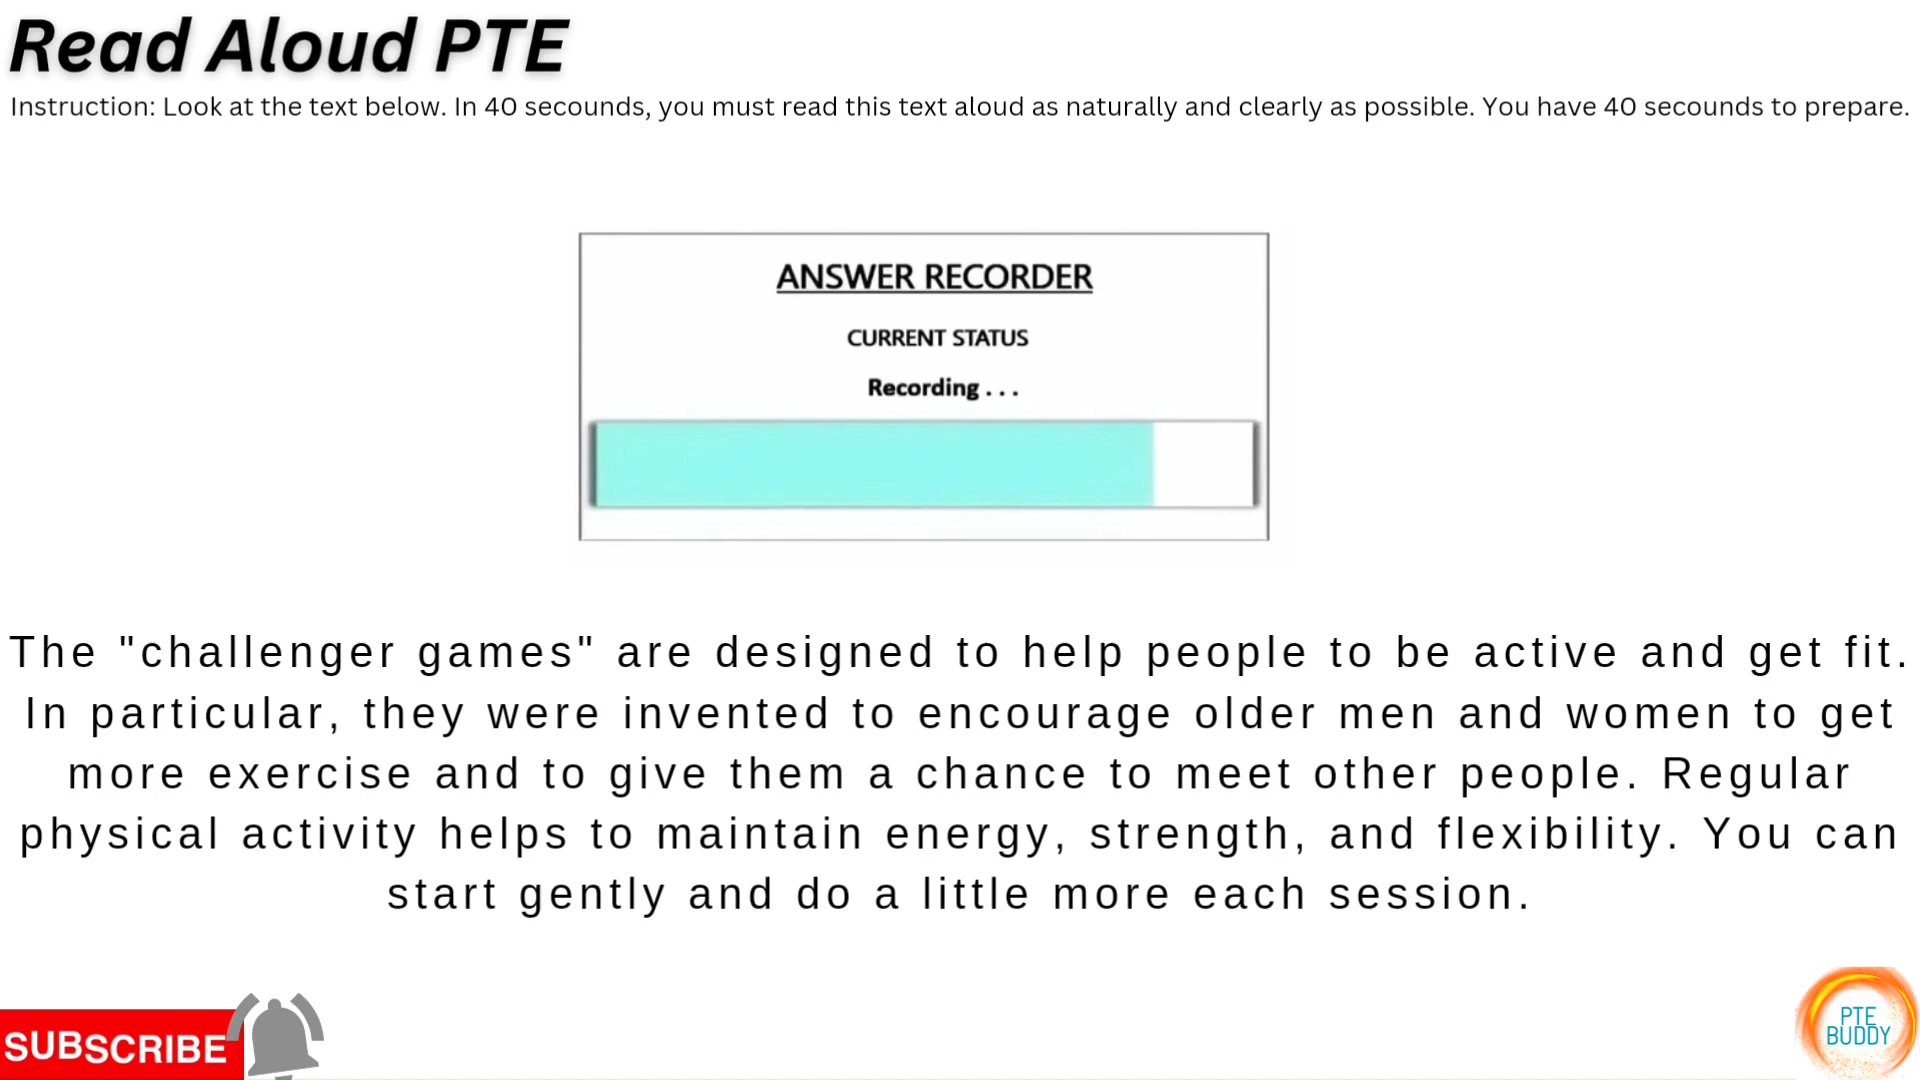 Read Aloud PTE
Instruction: Look at the text below. In 40 secounds, you must read this text aloud as naturally and clearly as possible. You have 40 secounds to prepare.
ANSWER RECORDER
CURRENT STATUS
Recording . . .
The "challenger games" are designed to help people to be active and get fit.
In particular, they were invented to encourage older men and women to get
more exercise and to give them a chance to meet other people. Regular
physical activity helps to maintain energy, strength, and flexibility. You can
start gently and do a little more each session.
SUBSCRIBE
PTE
BUDDY